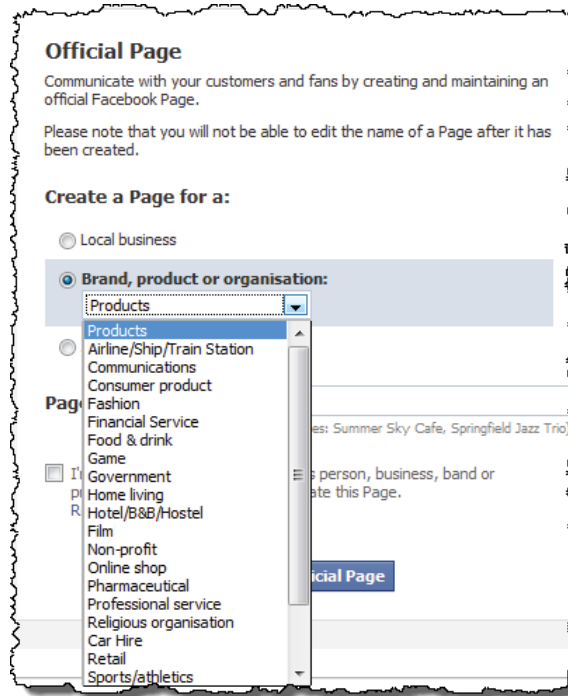 Official Page
Communicate with your customers and fans by creating and maintaining an
official Facebook Page.
Please note that you will not be able to edit the name of a Page after it has
been created.
Create a Page for a:
Local business
Brand, product or organisation:
Products
Products
Airline/Ship/Train Station
Communications
Consumer product
Fashion
Financial Service
Food & drink
Game
Government
Home living
Hotel/B&B/Hostel
Film
Non-profit
Online shop
Pharmaceutical
Professional service
Religious organisation
Car Hire
Retail
Sports/athletics
Pag
es: Summer Sky Cafe, Springfield Jazz Trio)
person, business, band or
ate this Page.
icial Page